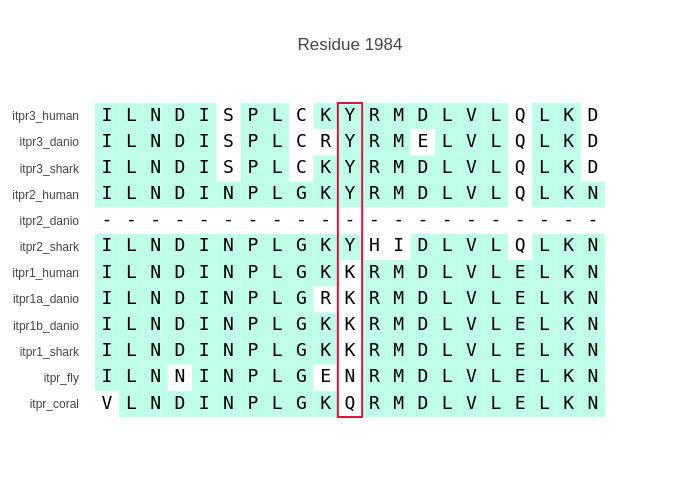 Residue 1984
itpr3_human I L N D I S P L C K Y R M D L V L Q L K D
itpr3_danio I L N D I S P L C R Y R M E L V L Q L K D
itpr3_shark I L N D I S P L C K Y R M D L V L Q L K D
itpr2_human I L N D I N P L G K Y R M D L V L Q L K N
itpr2_danio - - - - - - - - - - - - - - - - - - - - -
itpr2_shark I L N D I N P L G K Y H I D L V L Q L K N
itpr1_human I L N D I N P L G K K R M D L V L E L K N
itpr1a_danio I L N D I N P L G R K R M D L V L E L K N
itpr1b_danio I L N D I N P L G K K R M D L V L E L K N
itpr1_shark I L N D I N P L G K K R M D L V L E L K N
itpr_fly I L N N I N P L G E N R M D L V L E L K N
itpr_coral V L N D I N P L G K Q R M D L V L E L K N